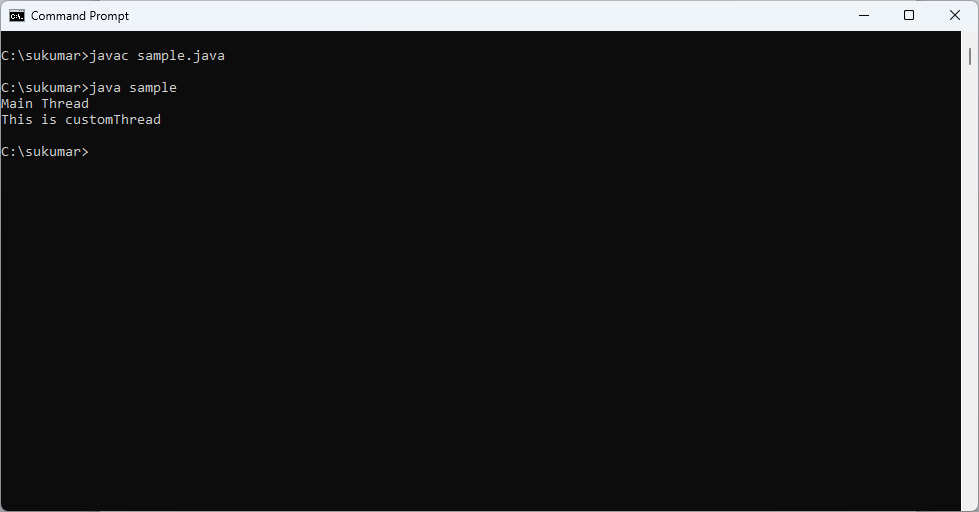 Command Prompt
C:\sukumar>javac sample.java
C:\sukumar>java sample
Main Thread
This is customThread
C:\sukumar>